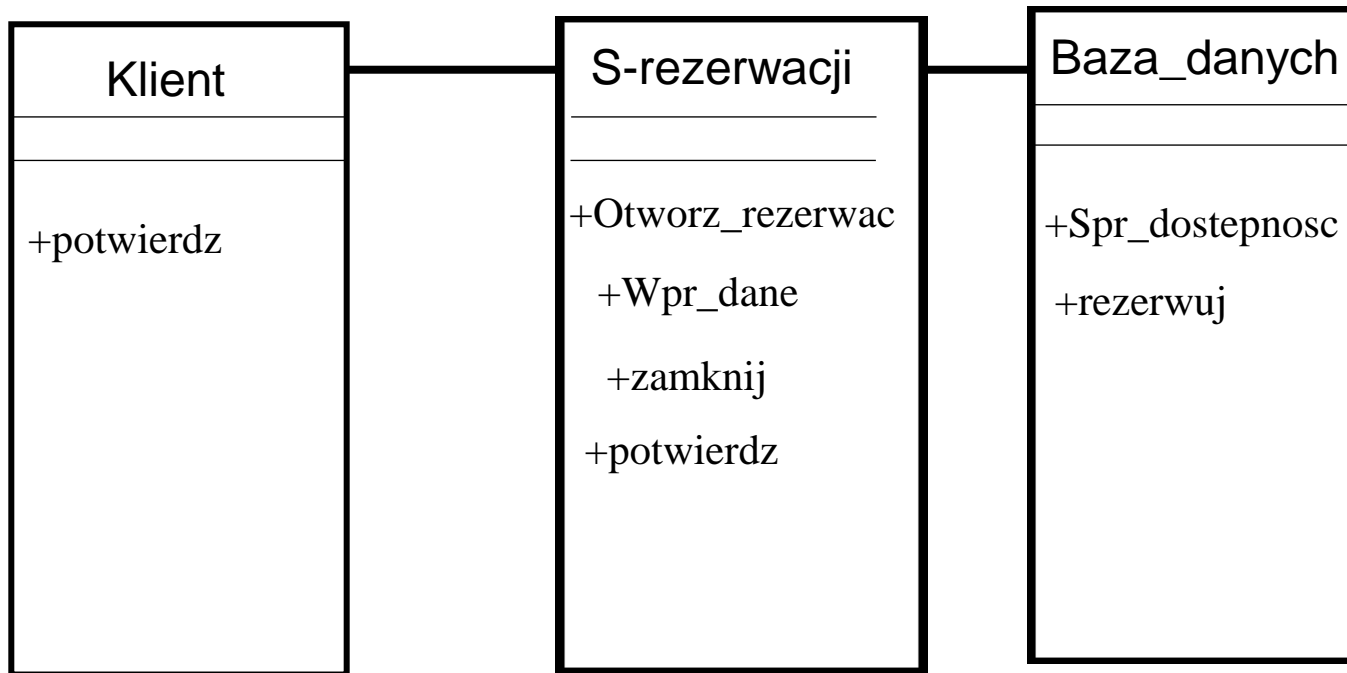 Klient
+potwierdz
S-rezerwacji
+Otworz_rezerwac
+Wpr_dane
+zamknij
+potwierdz
Baza_danych
+Spr_dostepnosc
+rezerwuj